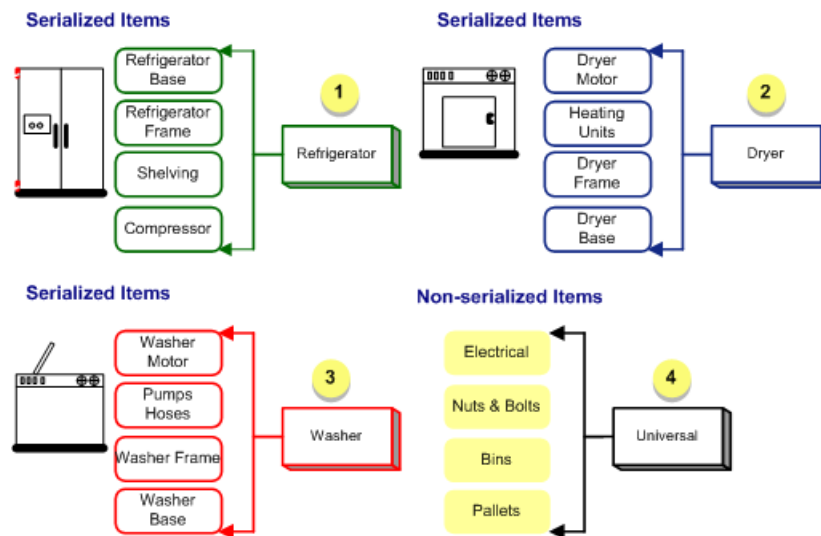 Serialized Items
Refrigerator
Base
Refrigerator
Frame
Shelving
Compressor
1
Refrigerator
Serialized Items
Dryer
Motor
Heating
Units
Dryer
Frame
Dryer
Base
2
Dryer
Serialized Items
Washer
Motor
Pumps
Hoses
Washer Frame
Washer
Base
3
Washer
Non-serialized Items
Electrical
Nuts & Bolts
Bins
Pallets
4
Universal